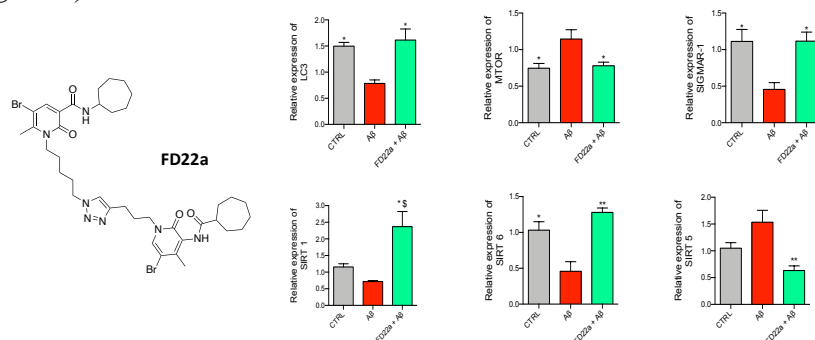 Relative expression of
LC3
2.0
1.5
1.0
0.5
0.0
*
*
CTRL
Aβ
FD22a + Aβ
Relative expression of
MTOR
1.5
1.0
0.5
0.0
*
*
CTRL
Aβ
FD22a + Aβ
Relative expression of
SIGMAR-1
1.5
1.0
0.5
0.0
*
*
CTRL
Aβ
FD22a + Aβ
Br
O
N
H
N
O
FD22a
N
N
N
N
O
O
NH
Br
Relative expression of
SIRT 1
3.0
2.5
2.0
1.5
1.0
0.5
0.0
* $
CTRL
Aβ
FD22a + Aβ
Relative expression of
SIRT 6
1.5
1.0
0.5
0.0
*
**
CTRL
Aβ
FD22a + Aβ
Relative expression of
SIRT 5
2.0
1.5
1.0
0.5
0.0
**
CTRL
Aβ
FD22a + Aβ